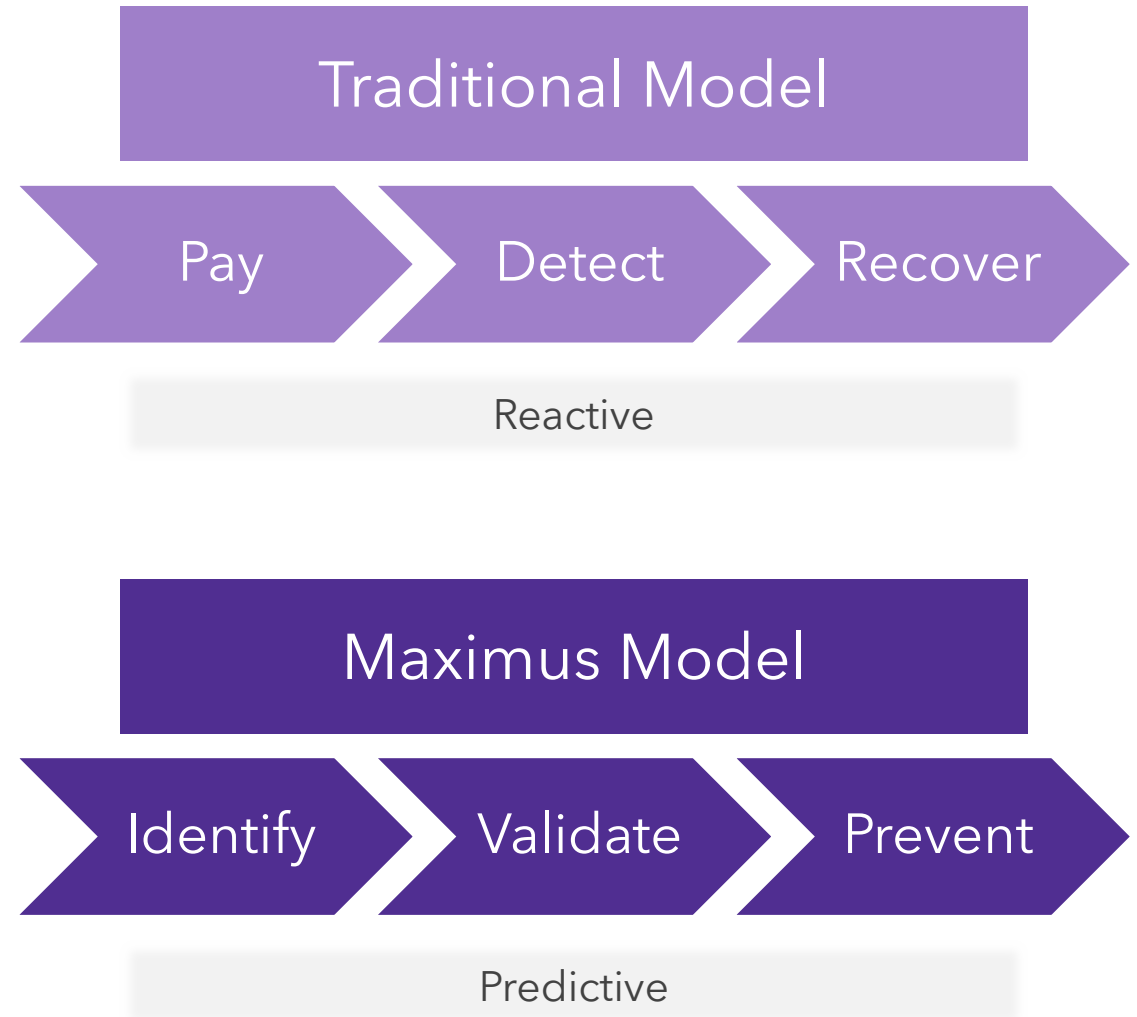 Traditional Model
Pay Detect Recover
Reactive
Maximus Model
Identify Validate Prevent
Predictive